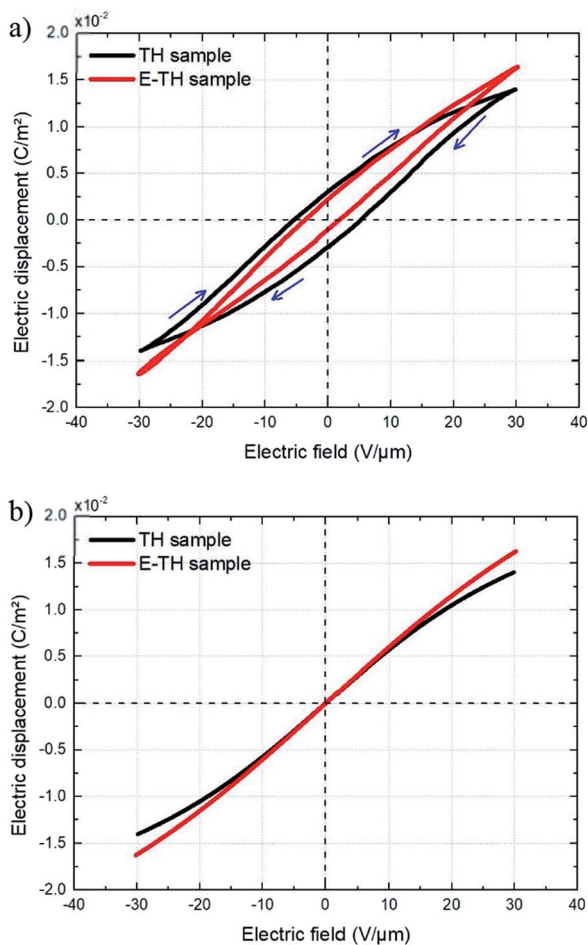 a)
x10⁻²
2.0
1.5
1.0
0.5
0.0
-0.5
-1.0
-1.5
-2.0
Electric displacement (C/m²)
TH sample
E-TH sample
-40 -30 -20 -10 0 10 20 30 40
Electric field (V/µm)
b)
x10⁻²
2.0
1.5
1.0
0.5
0.0
-0.5
-1.0
-1.5
-2.0
Electric displacement (C/m²)
TH sample
E-TH sample
-40 -30 -20 -10 0 10 20 30 40
Electric field (V/µm)